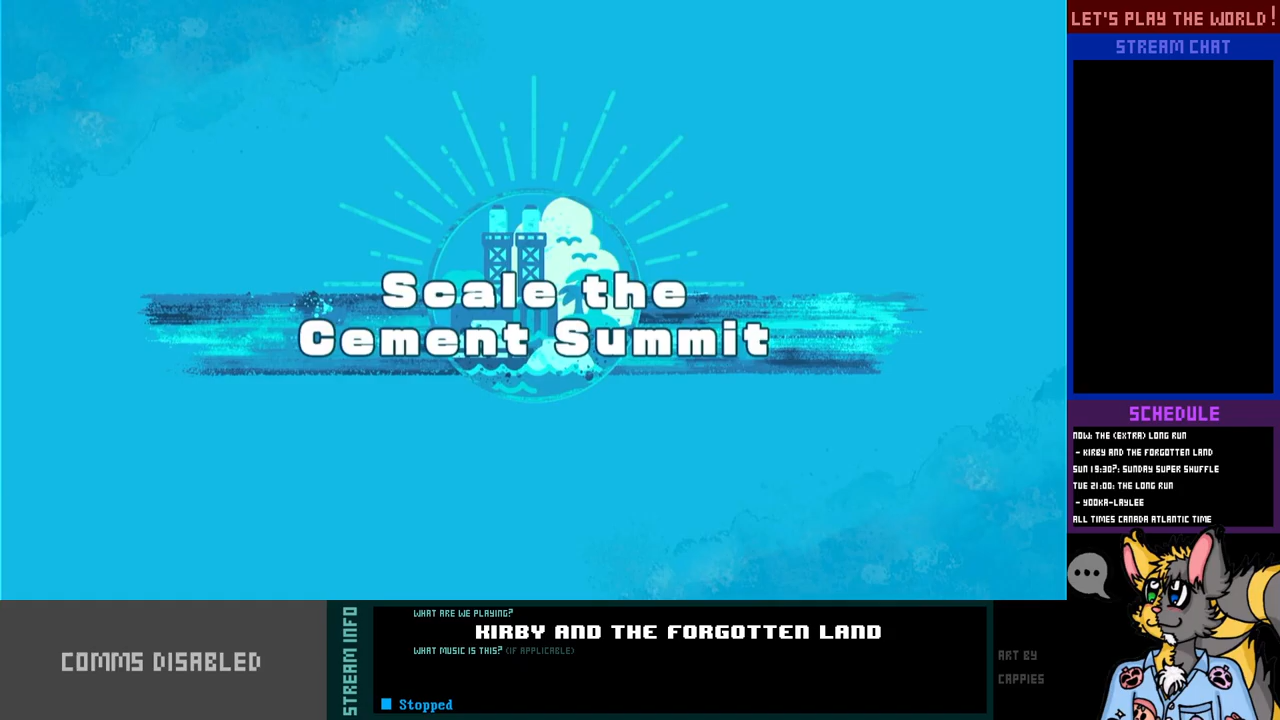 Scale the
Cement Summit
LET'S PLAY THE WORLD!
STREAM CHAT
SCHEDULE
NOW: THE (EXTRA) LONG RUN
- KIRBY AND THE FORGOTTEN LAND
SUN 19:30?: SUNDAY SUPER SHUFFLE
TUE 21:00: THE LONG RUN
- YOOKA-LAYLEE
ALL TIMES CANADA ATLANTIC TIME
COMMS DISABLED
STREAM INFO
WHAT ARE WE PLAYING?
KIRBY AND THE FORGOTTEN LAND
WHAT MUSIC IS THIS? (IF APPLICABLE)
Stopped
ART BY
CAPPIES